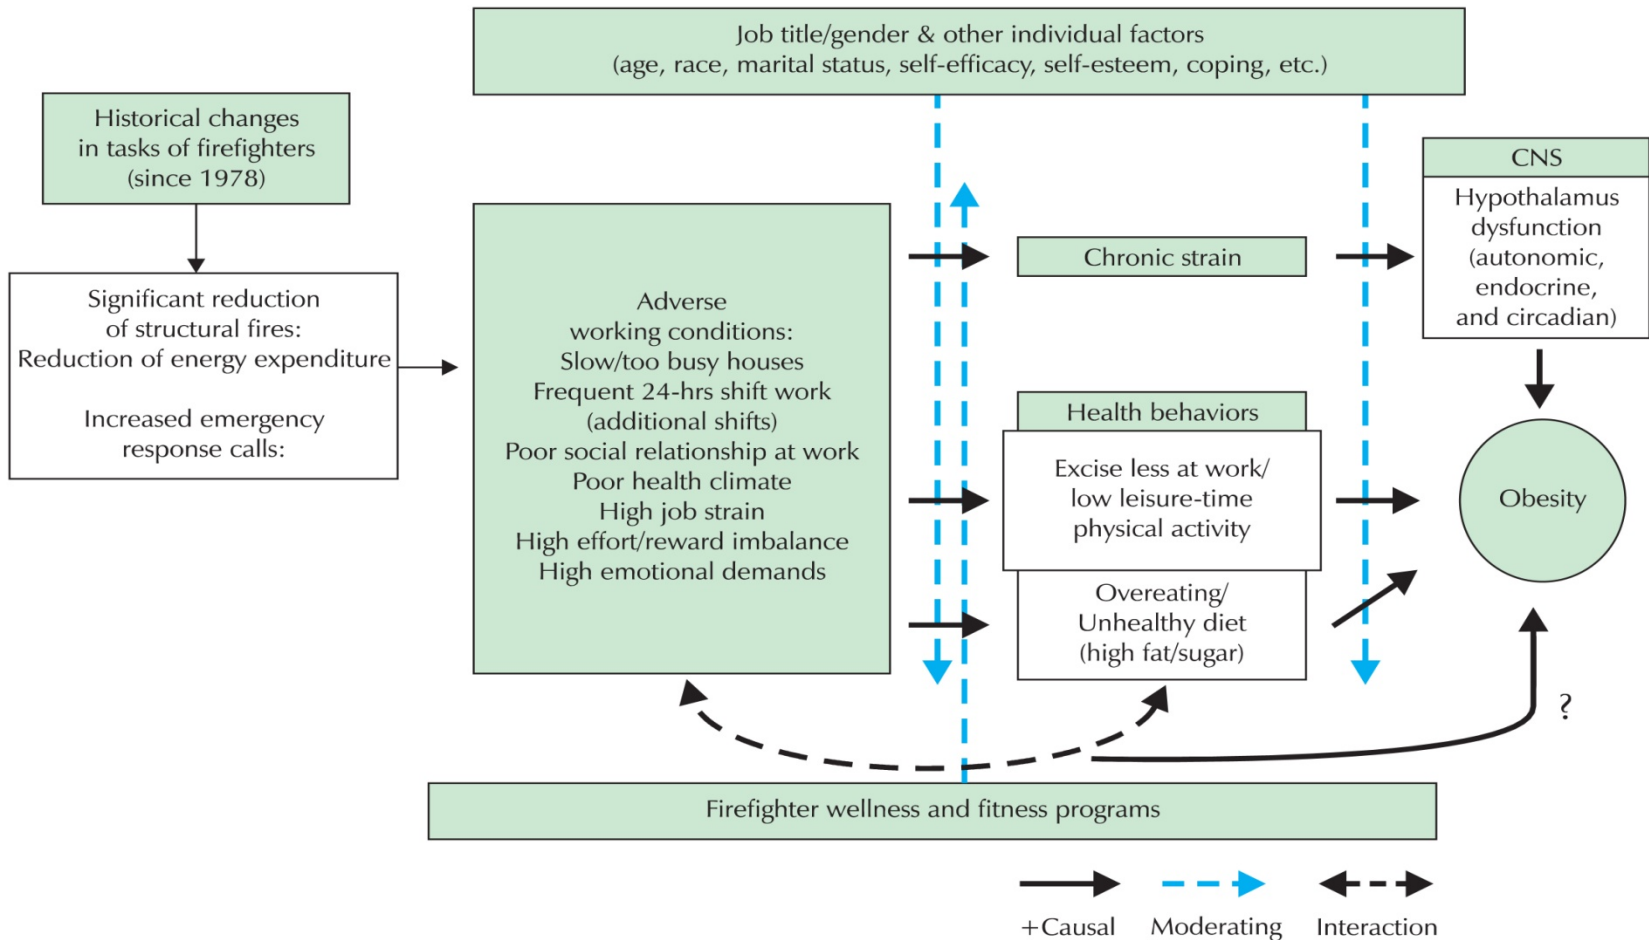 Job title/gender & other individual factors
(age, race, marital status, self-efficacy, self-esteem, coping, etc.)
Historical changes
in tasks of firefighters
(since 1978)
Significant reduction
of structural fires:
Reduction of energy expenditure
Increased emergency
response calls:
Adverse
working conditions:
Slow/too busy houses
Frequent 24-hrs shift work
(additional shifts)
Poor social relationship at work
Poor health climate
High job strain
High effort/reward imbalance
High emotional demands
Chronic strain
Health behaviors
Excise less at work/
low leisure-time
physical activity
Overeating/
Unhealthy diet
(high fat/sugar)
CNS
Hypothalamus
dysfunction
(autonomic,
endocrine,
and circadian)
Obesity
?
Firefighter wellness and fitness programs
+Causal
Moderating
Interaction